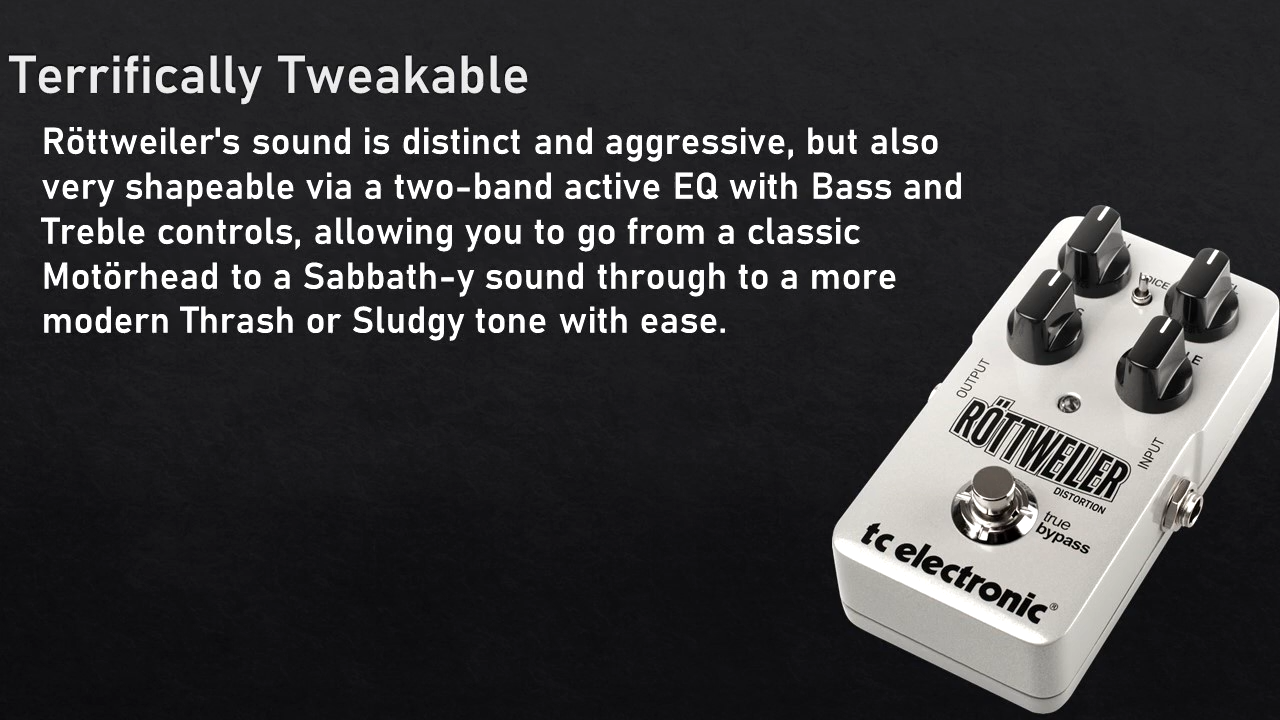 Terrifically Tweakable
Röttweiler's sound is distinct and aggressive, but also
very shapeable via a two-band active EQ with Bass and
Treble controls, allowing you to go from a classic
Motörhead to a Sabbath-y sound through to a more
modern Thrash or Sludgy tone with ease.
OUTPUT
INPUT
RÖTTWEILER
DISTORTION
true
bypass
tc electronic®